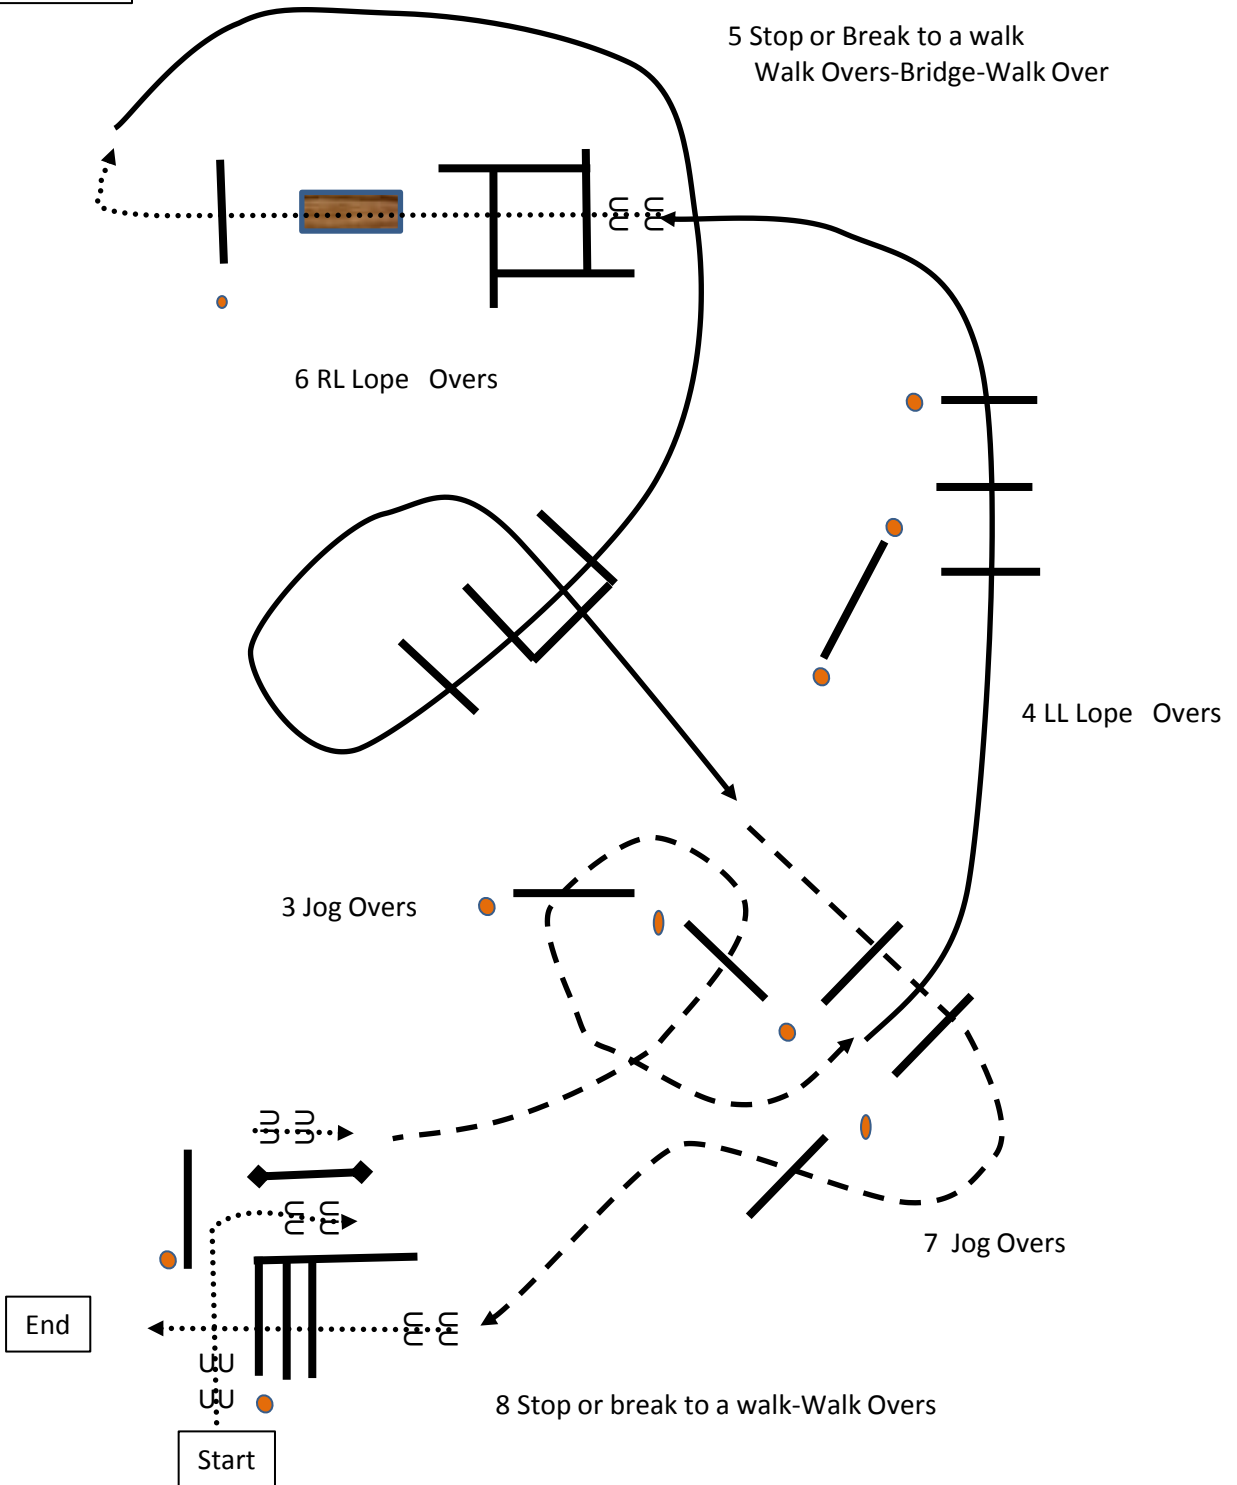 5 Stop or Break to a walk
Walk Overs-Bridge-Walk Over
6 RL Lope Overs
4 LL Lope Overs
3 Jog Overs
7 Jog Overs
End
8 Stop or break to a walk-Walk Overs
Start